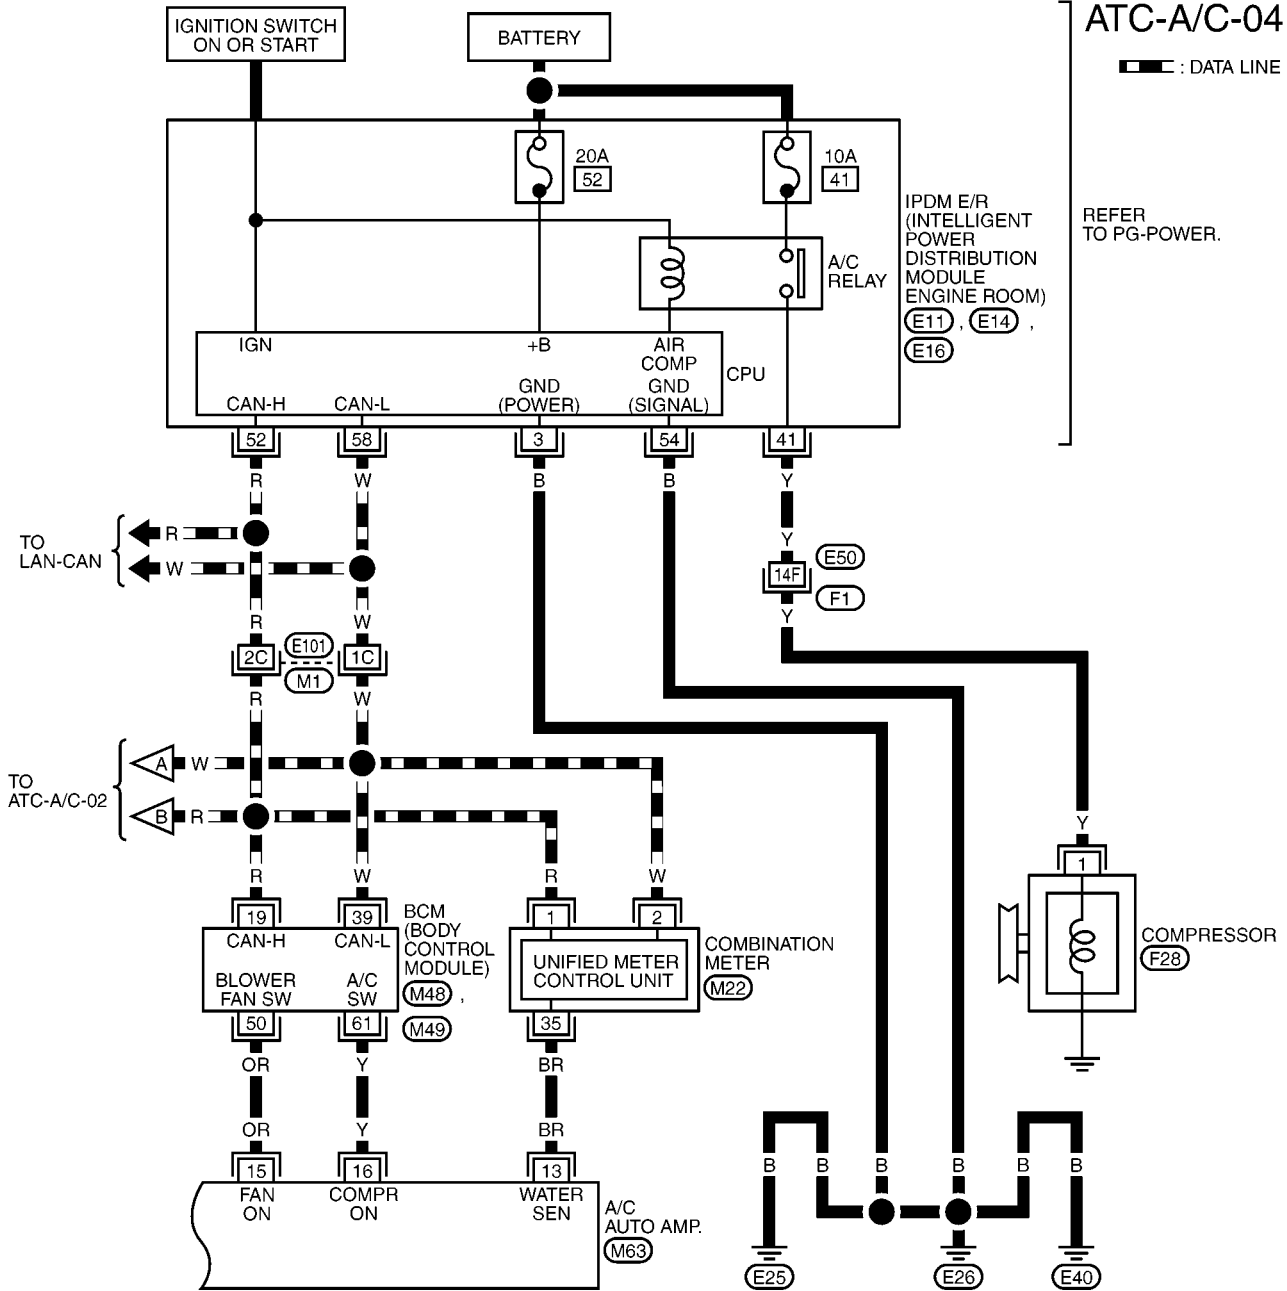 ATC-A/C-04
: DATA LINE
IGNITION SWITCH
ON OR START
BATTERY
20A
52
10A
41
IPDM E/R
(INTELLIGENT
POWER
DISTRIBUTION
MODULE
ENGINE ROOM)
E11 , E14 ,
E16
REFER
TO PG-POWER.
A/C
RELAY
IGN
+B
AIR
COMP
CPU
CAN-H
CAN-L
GND
(POWER)
GND
(SIGNAL)
52
58
3
54
41
R
W
B
B
Y
TO
LAN-CAN
R
W
Y
14F
E50
F1
Y
R
W
2C
E101
M1
1C
R
W
TO
ATC-A/C-02
A
W
B
R
R
W
R
W
Y
1
COMPRESSOR
F28
19
39
CAN-H
CAN-L
BLOWER
FAN SW
A/C
SW
50
61
BCM
(BODY
CONTROL
MODULE)
M48 ,
M49
1
2
UNIFIED METER
CONTROL UNIT
35
COMBINATION
METER
M22
OR
Y
BR
OR
Y
BR
15
16
13
FAN
ON
COMPR
ON
WATER
SEN
A/C
AUTO AMP.
M63
B
B
B
B
B
B
E25
E26
E40